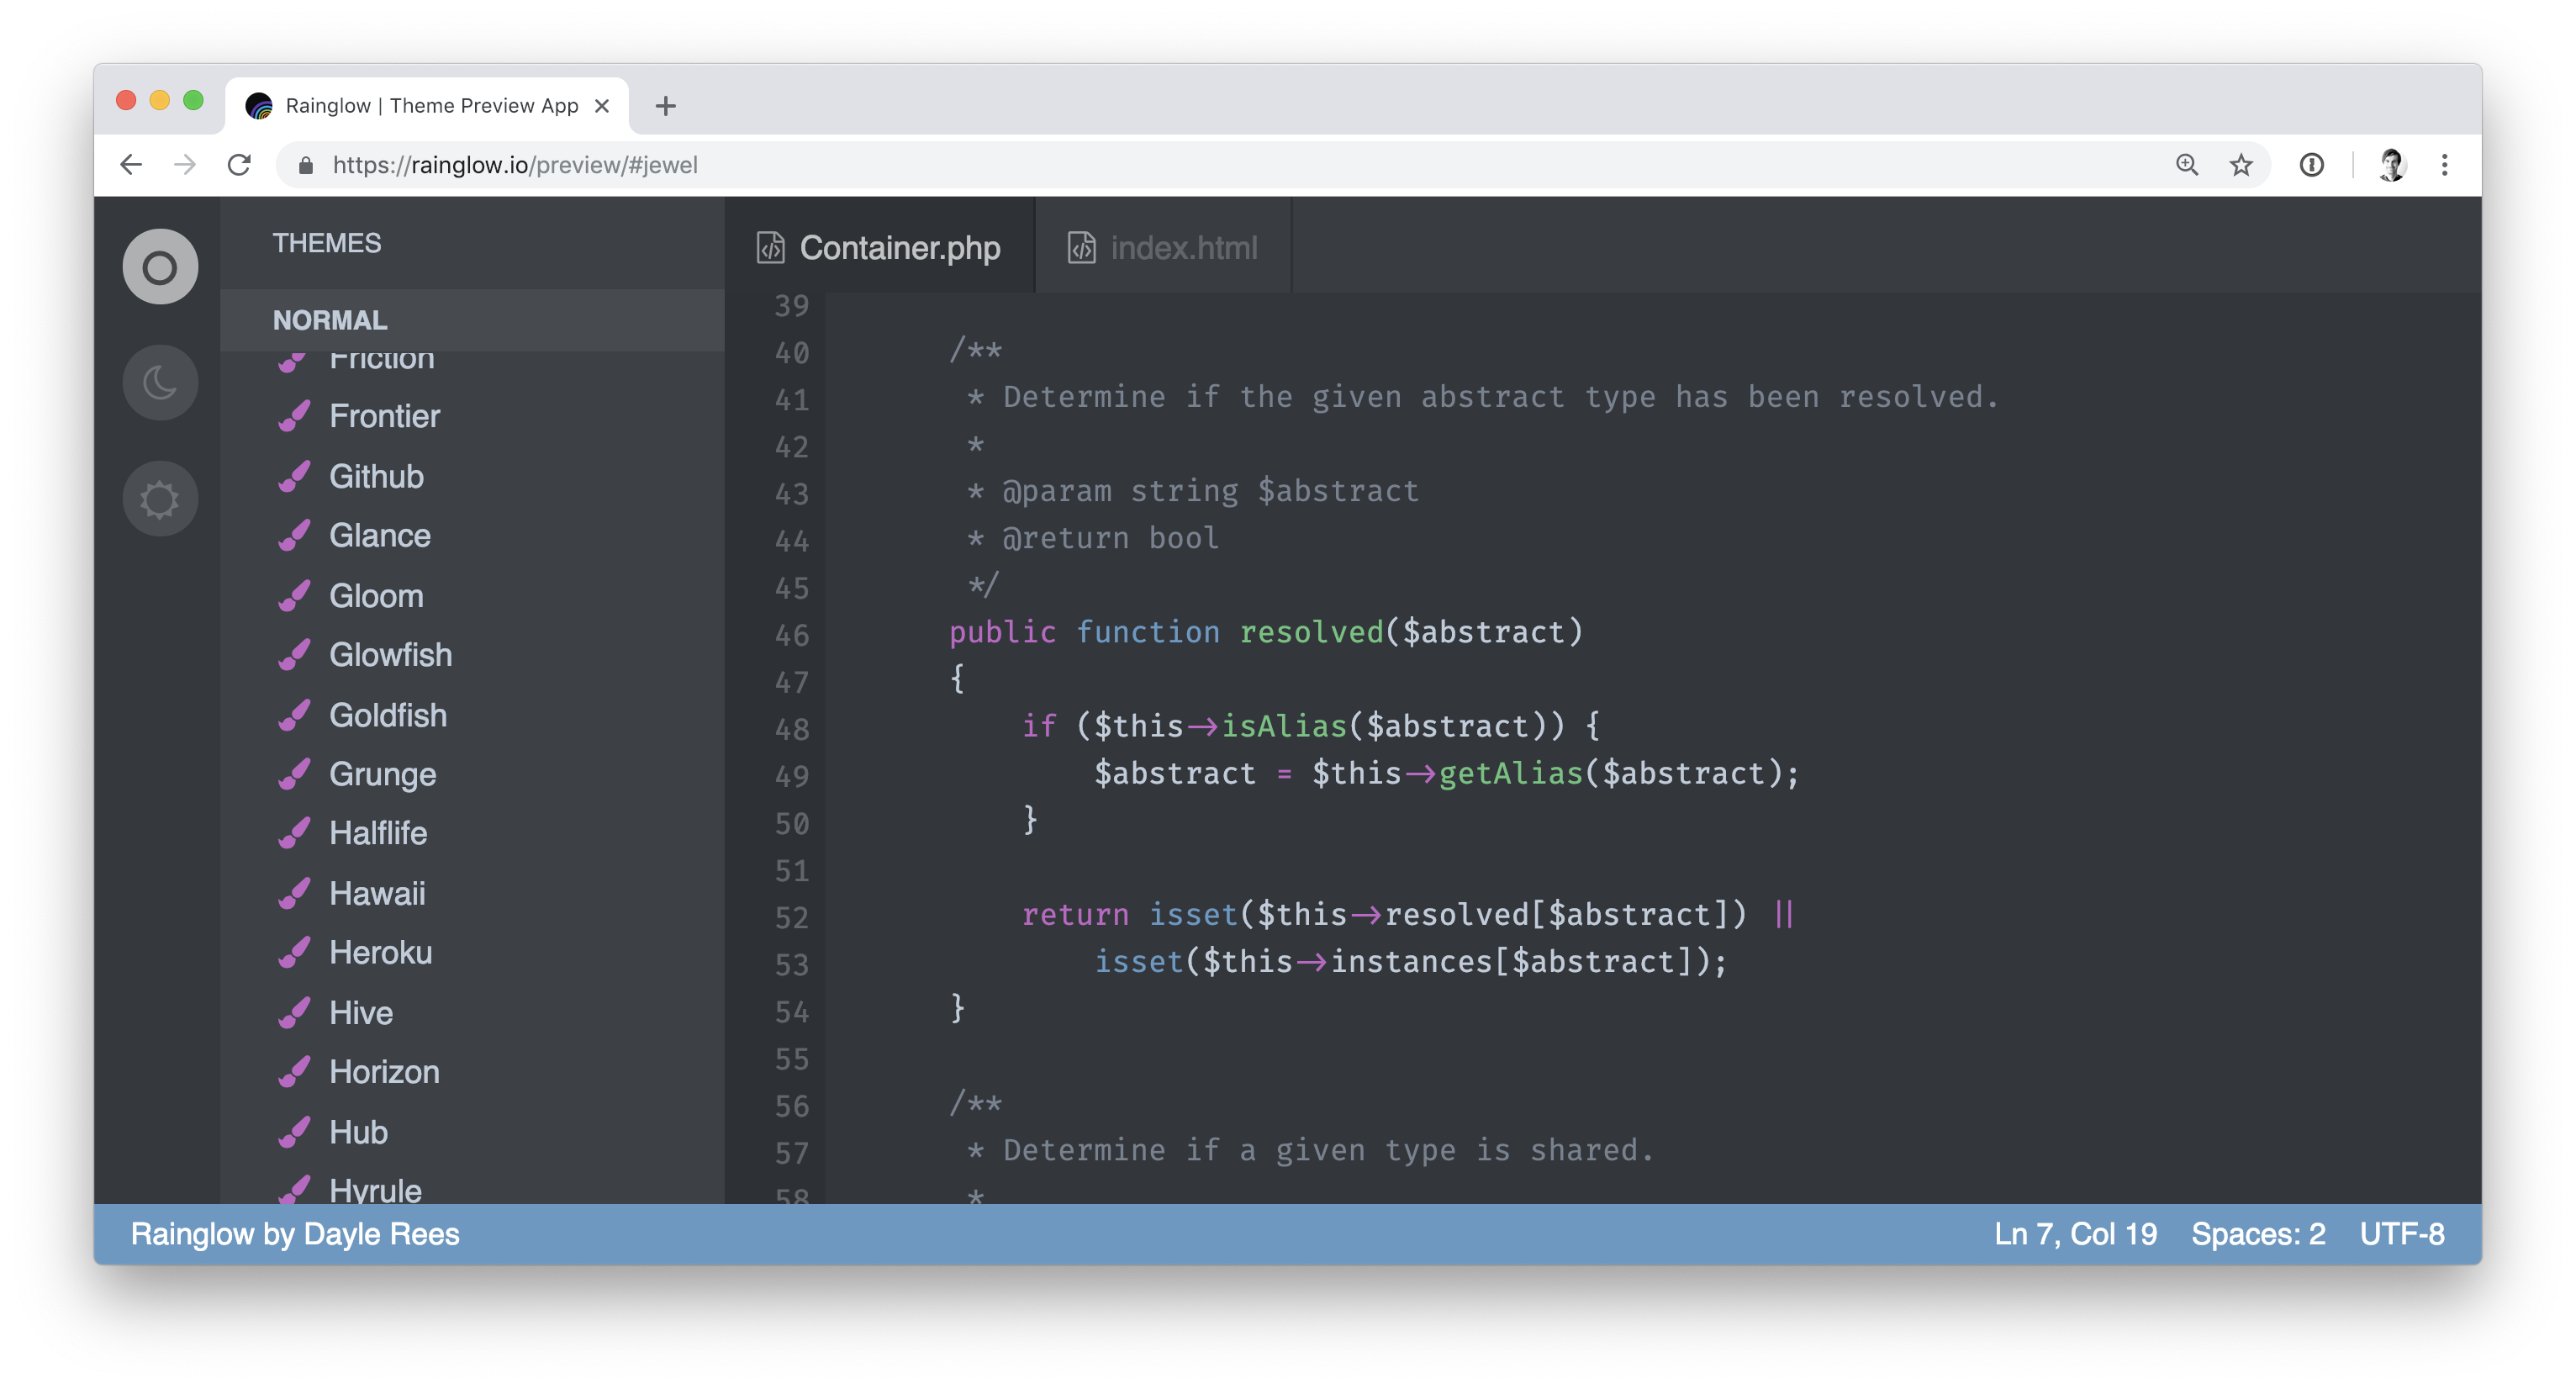 Rainglow | Theme Preview App
https://rainglow.io/preview/#jewel
THEMES
NORMAL
Friction
Frontier
Github
Glance
Gloom
Glowfish
Goldfish
Grunge
Halflife
Hawaii
Heroku
Hive
Horizon
Hub
Hyrule
Container.php
index.html
39
40 /**
41 * Determine if the given abstract type has been resolved.
42 *
43 * @param string $abstract
44 * @return bool
45 */
46 public function resolved($abstract)
47 {
48 if ($this->isAlias($abstract)) {
49 $abstract = $this->getAlias($abstract);
50 }
51
52 return isset($this->resolved[$abstract]) ||
53 isset($this->instances[$abstract]);
54 }
55
56 /**
57 * Determine if a given type is shared.
58 *
Rainglow by Dayle Rees
Ln 7, Col 19 Spaces: 2 UTF-8